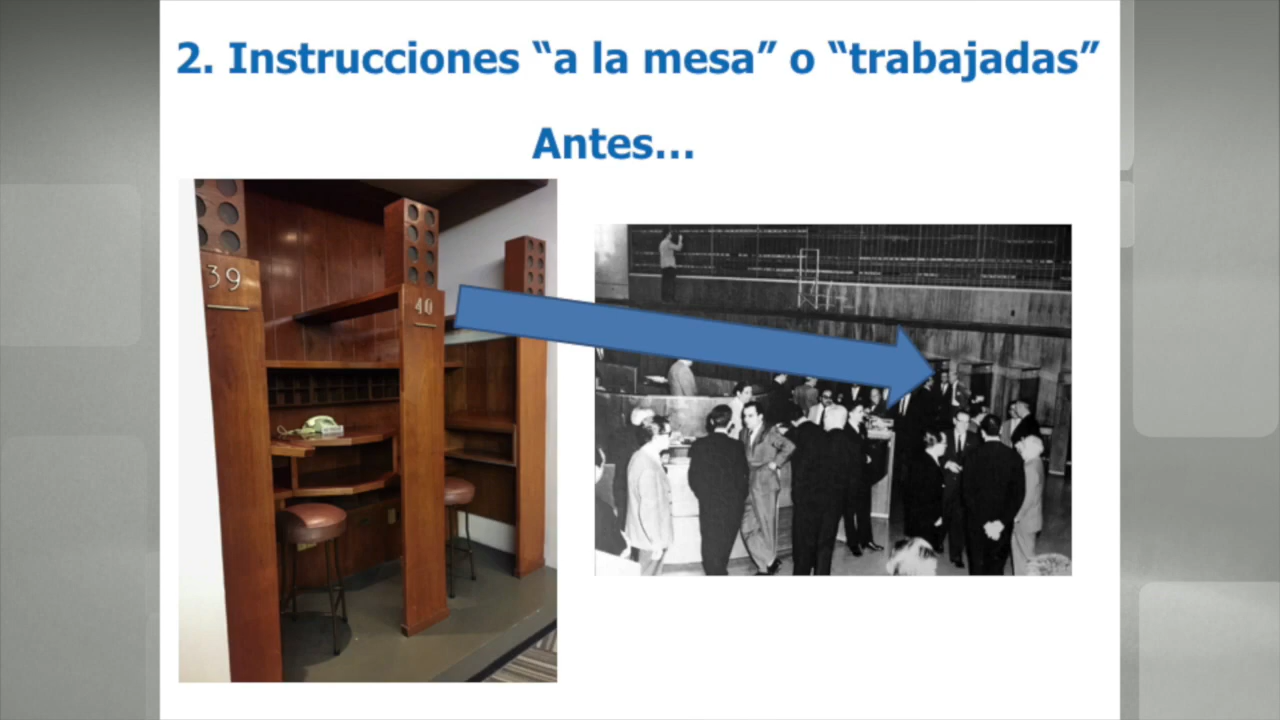 2. Instrucciones “a la mesa” o “trabajadas”
Antes...
39
40